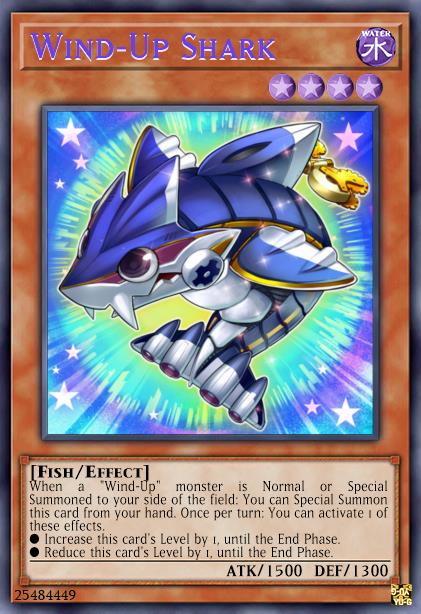 Wind-Up Shark
WATER
水
[Fish/Effect]
When a "Wind-Up" monster is Normal or Special
Summoned to your side of the field: You can Special Summon
this card from your hand. Once per turn: You can activate 1 of
these effects.
● Increase this card's Level by 1, until the End Phase.
● Reduce this card's Level by 1, until the End Phase.
ATK/1500 DEF/1300
25484449